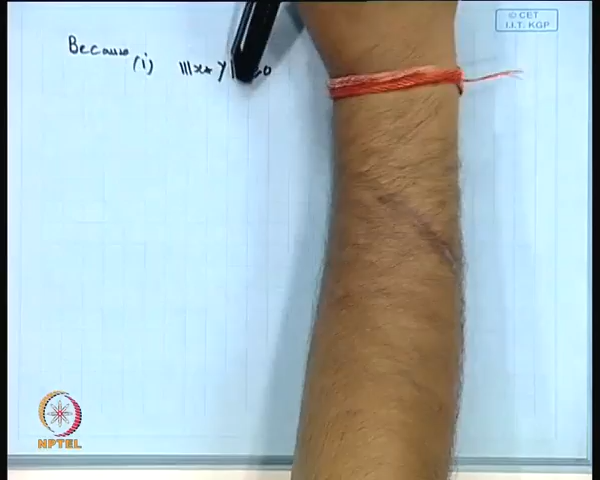 © CET
I.I.T. KGP
Because
(i)
NPTEL